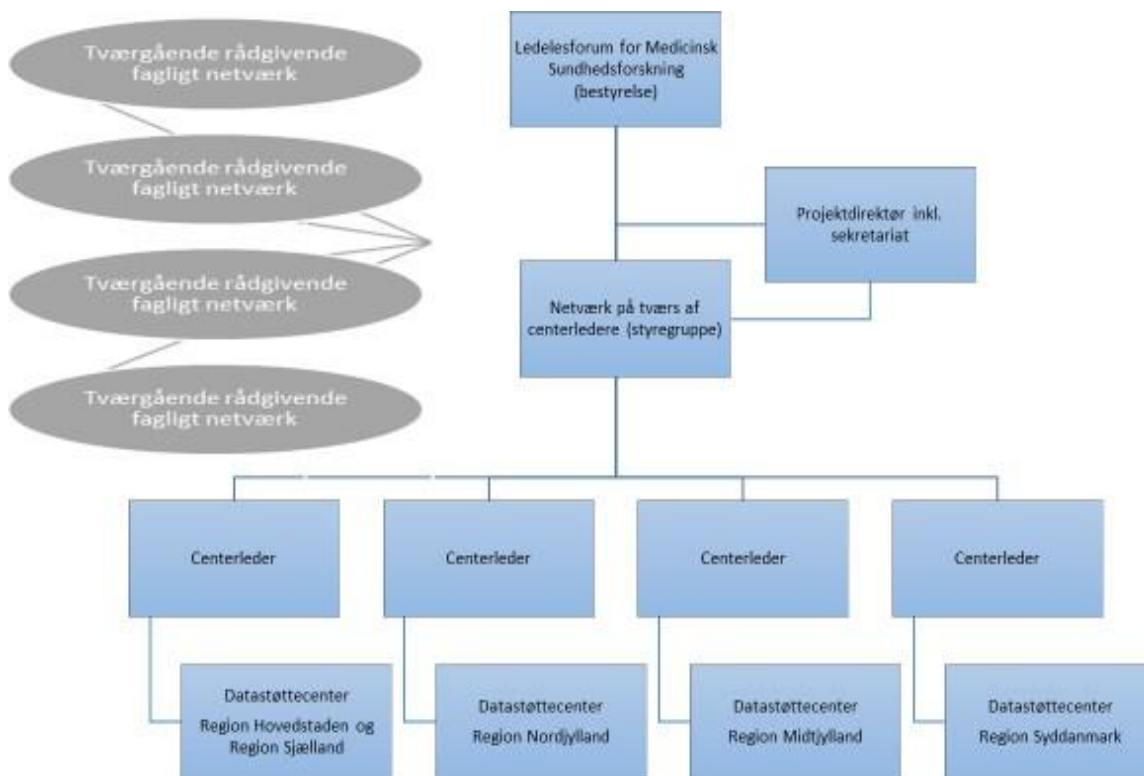 Tværgående rådgivende
fagligt netværk
Tværgående rådgivende
fagligt netværk
Tværgående rådgivende
fagligt netværk
Tværgående rådgivende
fagligt netværk
Ledelesforum for Medicinsk
Sundhedsforskning
(bestyrelse)
Projektdirektør inkl.
sekretariat
Netværk på tværs af
centerledere (styregruppe)
Centerleder
Centerleder
Centerleder
Centerleder
Datastøttecenter
Region Hovedstaden og
Region Sjælland
Datastøttecenter
Region Nordjylland
Datastøttecenter
Region Midtjylland
Datastøttecenter
Region Syddanmark